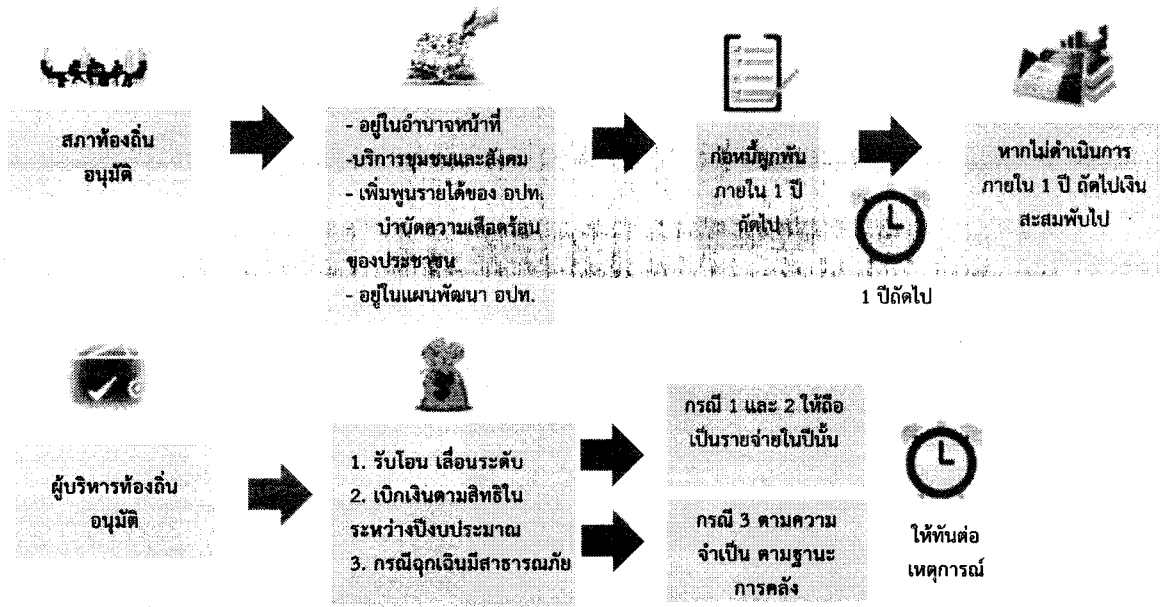 สภาท้องถิ่น
อนุมัติ
- อยู่ในอำนาจหน้าที่
-บริการชุมชนและสังคม
- เพิ่มพูนรายได้ของ อปท.
- บำบัดความเดือดร้อน
ของประชาชน
- อยู่ในแผนพัฒนา อปท.
ก่อหนี้ผูกพัน
ภายใน 1 ปี
ถัดไป
1 ปีถัดไป
หากไม่ดำเนินการ
ภายใน 1 ปี ถัดไปเงิน
สะสมพับไป
ผู้บริหารท้องถิ่น
อนุมัติ
1. รับโอน เลื่อนระดับ
2. เบิกเงินตามสิทธิใน
ระหว่างปีงบประมาณ
3. กรณีฉุกเฉินมีสาธารณภัย
กรณี 1 และ 2 ให้ถือ
เป็นรายจ่ายในปีนั้น
กรณี 3 ตามความ
จำเป็น ตามฐานะ
การคลัง
ให้ทันต่อ
เหตุการณ์